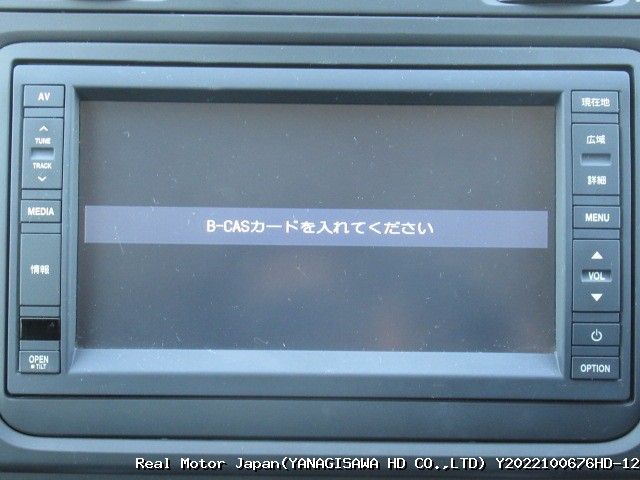 AV
TUNE
TRACK
MEDIA
情報
OPEN
TILT
B-CASカードを入れてください
現在地
広域
詳細
MENU
VOL
OPTION
Real Motor Japan(YANAGISAWA HD CO.,LTD) Y2022100676HD-12